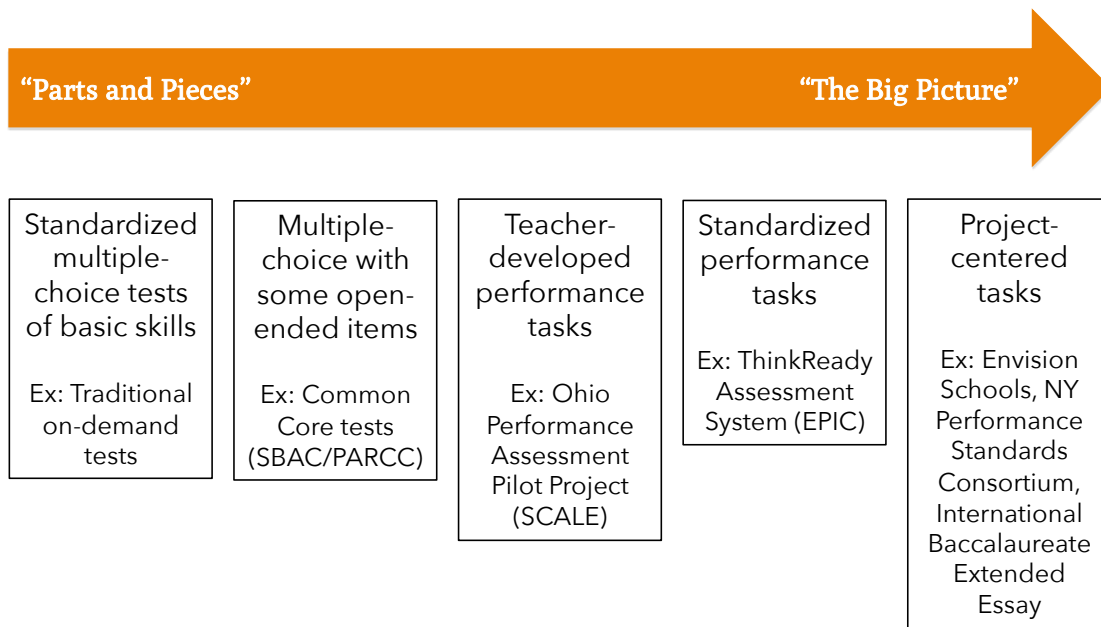 “Parts and Pieces”
“The Big Picture”
Standardized
multiple-
choice tests
of basic skills
Ex: Traditional
on-demand
tests
Multiple-
choice with
some open-
ended items
Ex: Common
Core tests
(SBAC/PARCC)
Teacher-
developed
performance
tasks
Ex: Ohio
Performance
Assessment
Pilot Project
(SCALE)
Standardized
performance
tasks
Ex: ThinkReady
Assessment
System (EPIC)
Project-
centered
tasks
Ex: Envision
Schools, NY
Performance
Standards
Consortium,
International
Baccalaureate
Extended
Essay